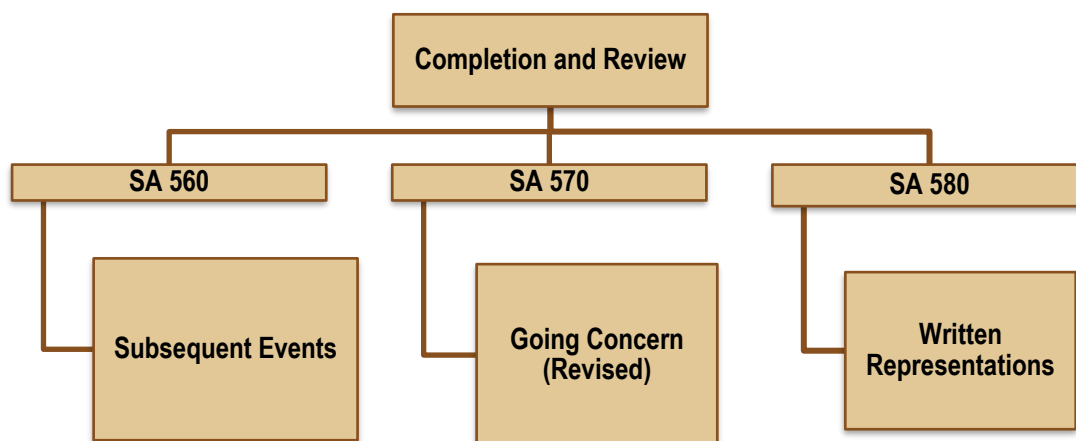 Completion and Review
SA 560
SA 570
SA 580
Subsequent Events
Going Concern
(Revised)
Written
Representations